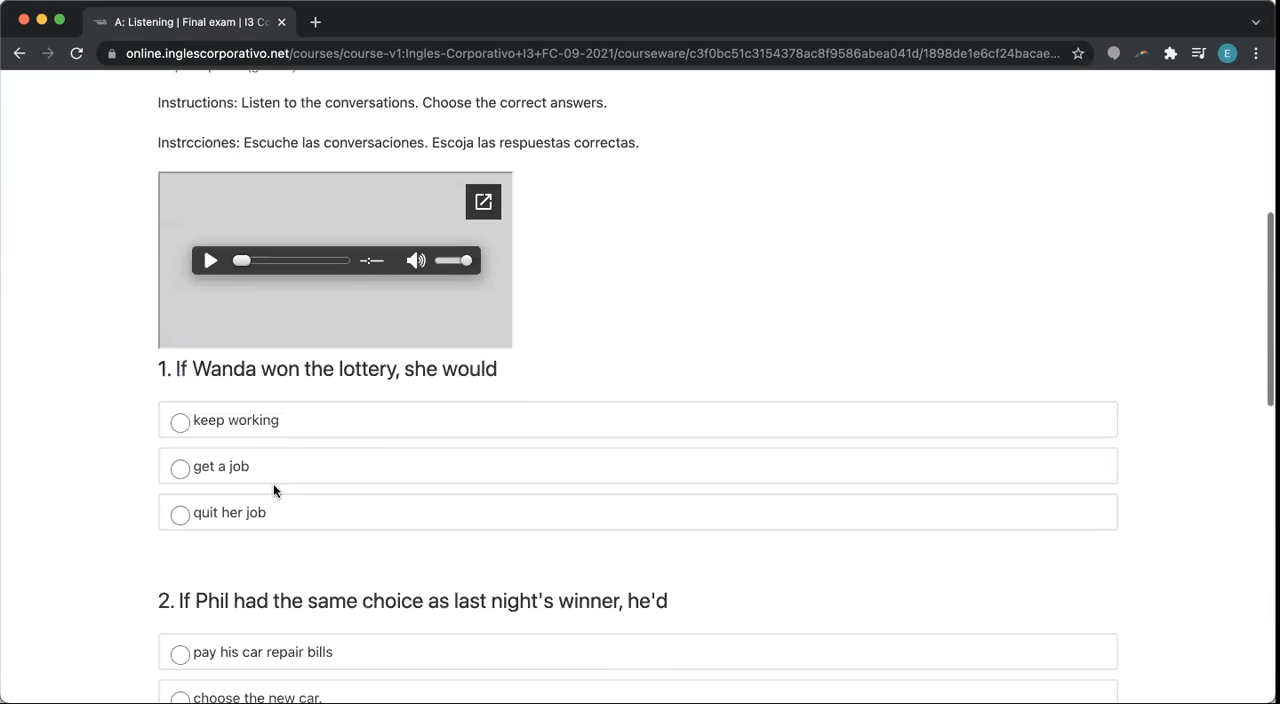 A: Listening | Final exam | I3 Co
online.inglescorporativo.net/courses/course-v1:Ingles-Corporativo+I3+FC-09-2021/courseware/c3f0bc51c3154378ac8f9586abea041d/1898de1e6cf24bacae...
E
Instructions: Listen to the conversations. Choose the correct answers.
Instrcciones: Escuche las conversaciones. Escoja las respuestas correctas.
--:--
1. If Wanda won the lottery, she would
keep working
get a job
quit her job
2. If Phil had the same choice as last night's winner, he'd
pay his car repair bills
choose the new car.